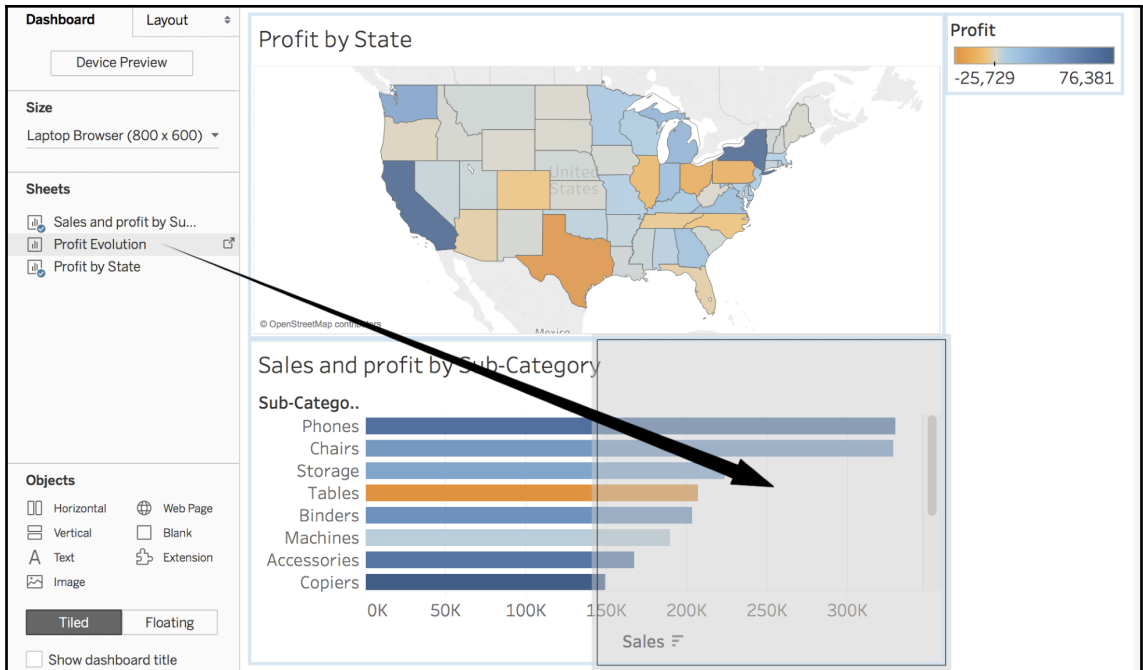 Dashboard
Layout
Device Preview
Size
Laptop Browser (800 x 600)
Sheets
Sales and profit by Su...
Profit Evolution
Profit by State
Objects
Horizontal
Web Page
Vertical
Blank
Text
Extension
Image
Tiled
Floating
Show dashboard title
Profit by State
United
States
© OpenStreetMap contributors
Mexico
Profit
-25,729 76,381
Sales and profit by Sub-Category
Sub-Catego..
Phones
Chairs
Storage
Tables
Binders
Machines
Accessories
Copiers
0K 50K 100K 150K 200K 250K 300K
Sales